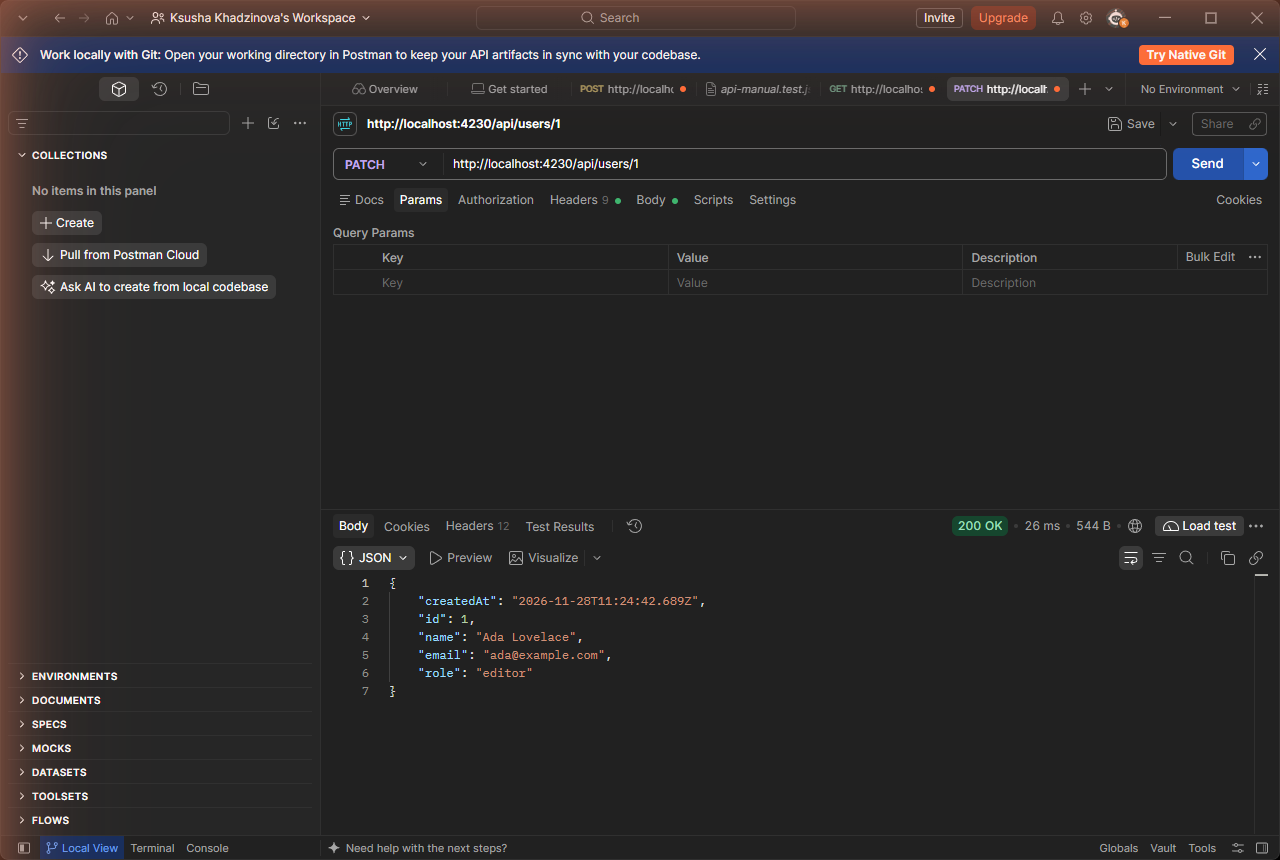 Ksusha Khadzinova's Workspace
Search
Invite
Upgrade
Work locally with Git: Open your working directory in Postman to keep your API artifacts in sync with your codebase.
Try Native Git
Overview
Get started
POST http://localhc
api-manual.test.j
GET http://localhos
PATCH http://localh
No Environment
http://localhost:4230/api/users/1
Save
Share
COLLECTIONS
No items in this panel
Create
Pull from Postman Cloud
Ask AI to create from local codebase
PATCH
http://localhost:4230/api/users/1
Send
Docs
Params
Authorization
Headers 9
Body
Scripts
Settings
Cookies
Query Params
Key Value Description Bulk Edit
Key Value Description
Body
Cookies
Headers 12
Test Results
200 OK
26 ms
544 B
Load test
{ } JSON
Preview
Visualize
1 {
2 "createdAt": "2026-11-28T11:24:42.689Z",
3 "id": 1,
4 "name": "Ada Lovelace",
5 "email": "ada@example.com",
6 "role": "editor"
7 }
ENVIRONMENTS
DOCUMENTS
SPECS
MOCKS
DATASETS
TOOLSETS
FLOWS
Local View
Terminal
Console
Need help with the next steps?
Globals
Vault
Tools